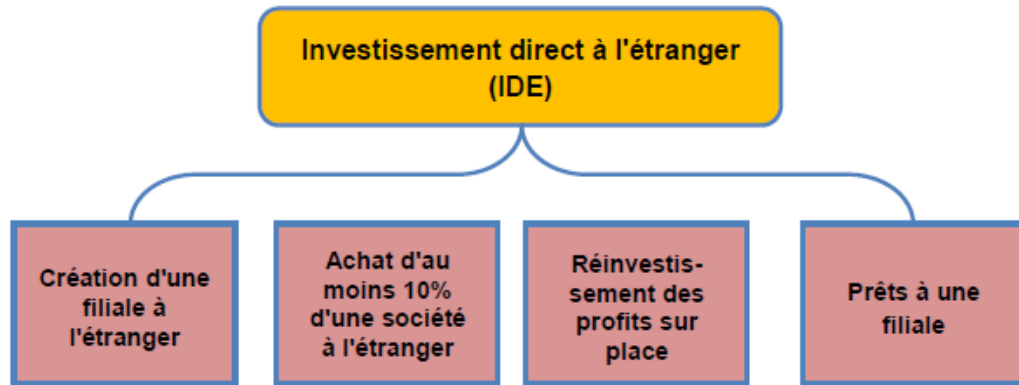 Investissement direct à l'étranger
(IDE)
Création d'une
filiale à
l'étranger
Achat d'au
moins 10%
d'une société
à l'étranger
Réinvestis-
sement des
profits sur
place
Prêts à une
filiale